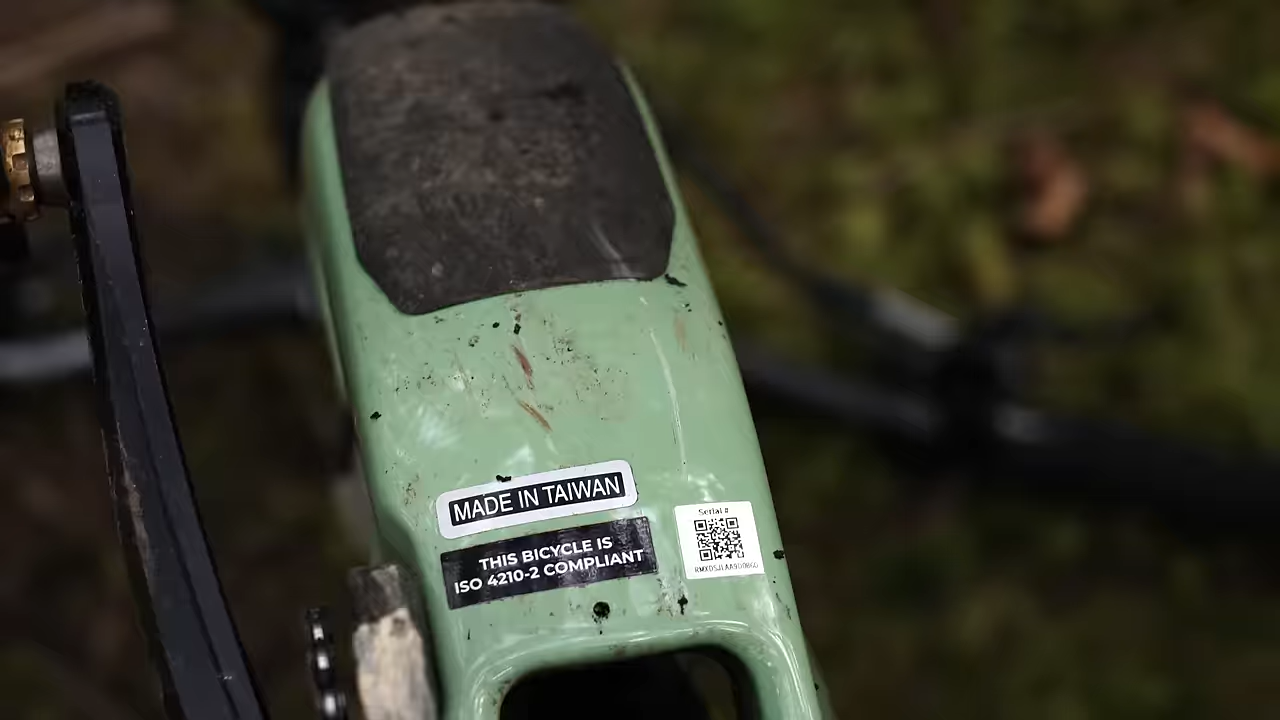 MADE IN TAIWAN
THIS BICYCLE IS
ISO 4210-2 COMPLIANT
Serial #